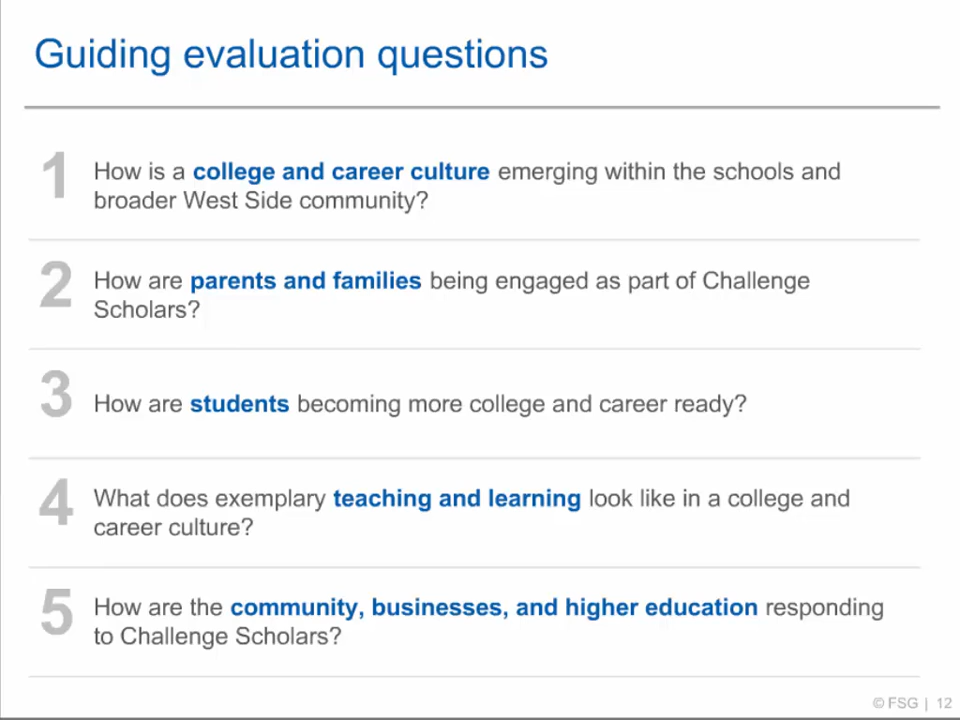 Guiding evaluation questions
1
How is a college and career culture emerging within the schools and
broader West Side community?
2
How are parents and families being engaged as part of Challenge
Scholars?
3
How are students becoming more college and career ready?
4
What does exemplary teaching and learning look like in a college and
career culture?
5
How are the community, businesses, and higher education responding
to Challenge Scholars?
© FSG | 12